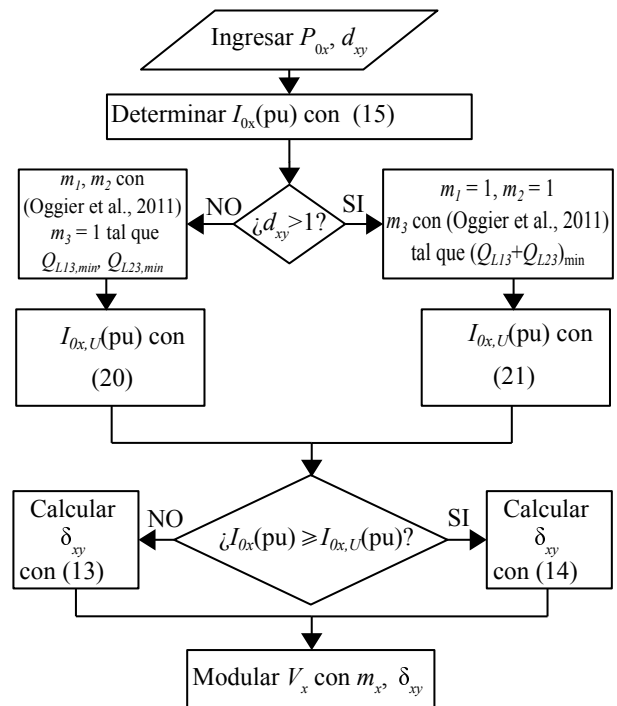 Ingresar P0x, dxy
Determinar I0x(pu) con (15)
¿dxy>1?
NO
SI
m1, m2 con
(Oggier et al., 2011)
m3 = 1 tal que
QL13,min, QL23,min
m1 = 1, m2 = 1
m3 con (Oggier et al., 2011)
tal que (QL13+QL23)min
I0x,U(pu) con
(20)
I0x,U(pu) con
(21)
¿I0x(pu) ⩾ I0x,U(pu)?
NO
SI
Calcular
δxy
con (13)
Calcular
δxy
con (14)
Modular Vx con mx, δxy